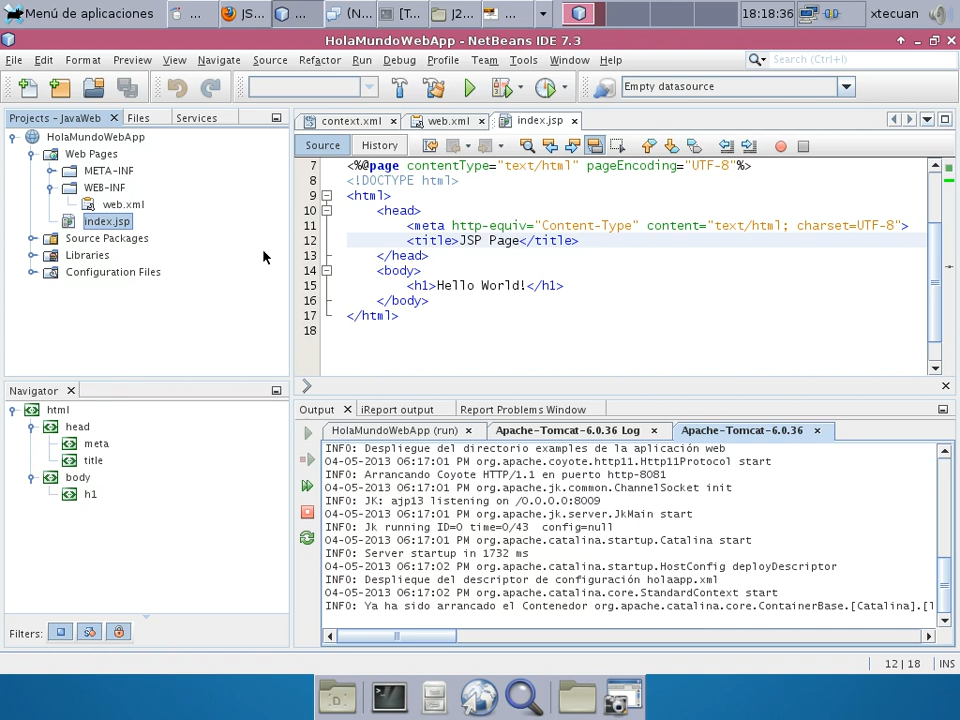 Menú de aplicaciones
...
JS...
...
(N...
[T...
J2...
...
18:18:36
xtecuan
HolaMundoWebApp - NetBeans IDE 7.3
File Edit Format Preview View Navigate Source Refactor Run Debug Profile Team Tools Window Help
Search (Ctrl+I)
Empty datasource
Projects - JavaWeb
Files
Services
HolaMundoWebApp
Web Pages
META-INF
WEB-INF
web.xml
index.jsp
Source Packages
Libraries
Configuration Files
context.xml
web.xml
index.jsp
Source
History
7 <%@page contentType="text/html" pageEncoding="UTF-8"%>
8 <!DOCTYPE html>
9 <html>
10 <head>
11 <meta http-equiv="Content-Type" content="text/html; charset=UTF-8">
12 <title>JSP Page</title>
13 </head>
14 <body>
15 <h1>Hello World!</h1>
16 </body>
17 </html>
18
Navigator
html
head
meta
title
body
h1
Filters:
Output
iReport output
Report Problems Window
HolaMundoWebApp (run)
Apache-Tomcat-6.0.36 Log
Apache-Tomcat-6.0.36
INFO: Despliegue del directorio examples de la aplicación web
04-05-2013 06:17:01 PM org.apache.coyote.http11.Http11Protocol start
INFO: Arrancando Coyote HTTP/1.1 en puerto http-8081
04-05-2013 06:17:01 PM org.apache.jk.common.ChannelSocket init
INFO: JK: ajp13 listening on /0.0.0.0:8009
04-05-2013 06:17:01 PM org.apache.jk.server.JkMain start
INFO: Jk running ID=0 time=0/43 config=null
04-05-2013 06:17:01 PM org.apache.catalina.startup.Catalina start
INFO: Server startup in 1732 ms
04-05-2013 06:17:02 PM org.apache.catalina.startup.HostConfig deployDescriptor
INFO: Despliegue del descriptor de configuración holaapp.xml
04-05-2013 06:17:02 PM org.apache.catalina.core.StandardContext start
INFO: Ya ha sido arrancado el Contenedor org.apache.catalina.core.ContainerBase.[Catalina].[l
12 | 18
INS